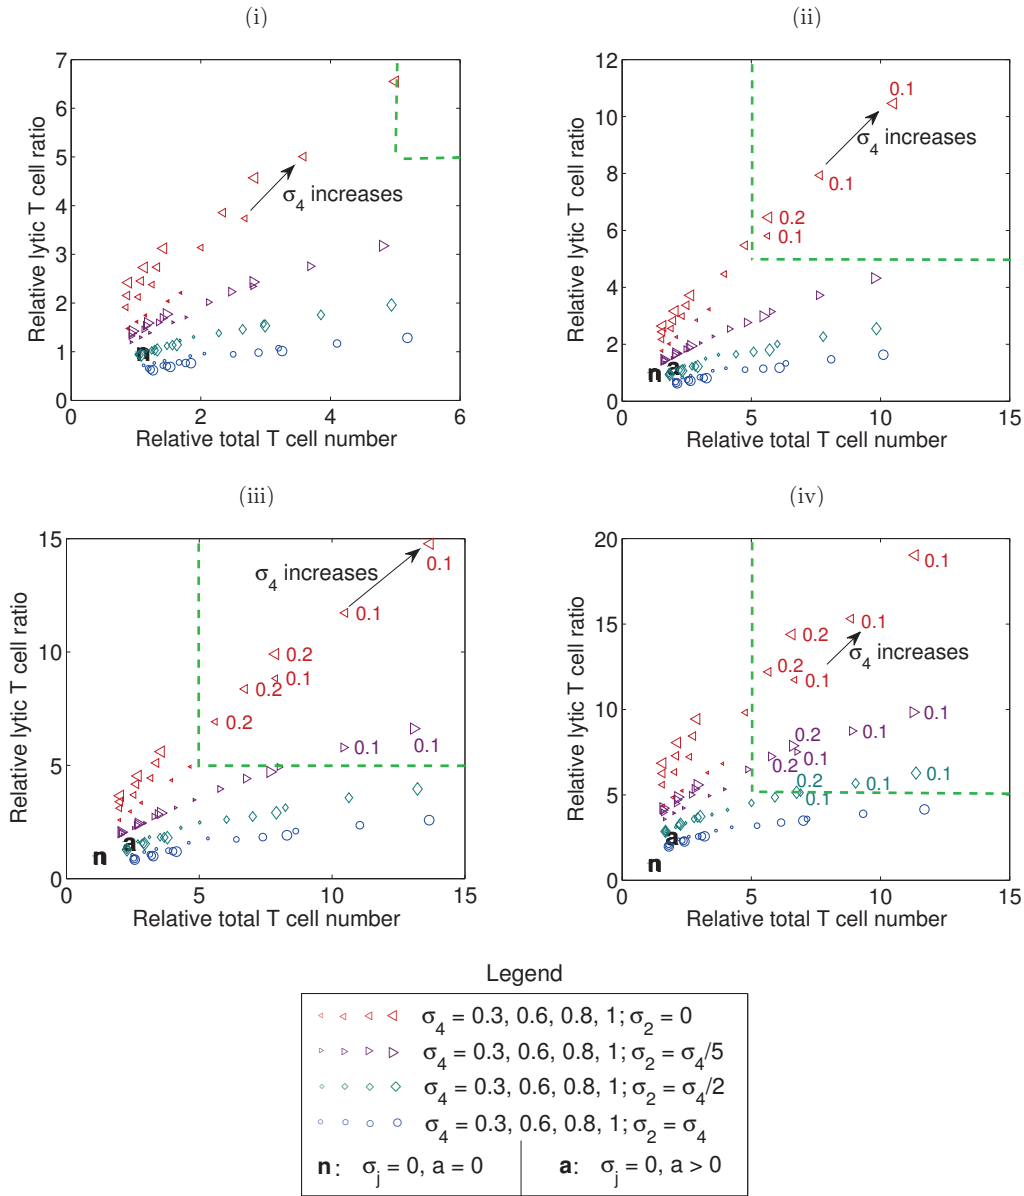 (i)
7
6
5
4
3
2
1
0
0 2 4 6
Relative lytic T cell ratio
Relative total T cell number
σ4 increases
n
(ii)
12
10
8
6
4
2
0
0 5 10 15
Relative lytic T cell ratio
Relative total T cell number
0.1
σ4 increases
0.1
0.2
0.1
n a
(iii)
15
10
5
0
0 5 10 15
Relative lytic T cell ratio
Relative total T cell number
0.1
σ4 increases
0.1
0.2
0.1
0.2
0.2
0.1 0.1
a
n
(iv)
20
15
10
5
0
0 5 10 15
Relative lytic T cell ratio
Relative total T cell number
0.1
0.1
0.2
σ4 increases
0.2
0.1
0.1
0.1
0.2
0.1
0.2
0.1
0.1
0.2
0.1
a
n
Legend
σ4 = 0.3, 0.6, 0.8, 1; σ2 = 0
σ4 = 0.3, 0.6, 0.8, 1; σ2 = σ4/5
σ4 = 0.3, 0.6, 0.8, 1; σ2 = σ4/2
σ4 = 0.3, 0.6, 0.8, 1; σ2 = σ4
n: σj = 0, a = 0 a: σj = 0, a > 0